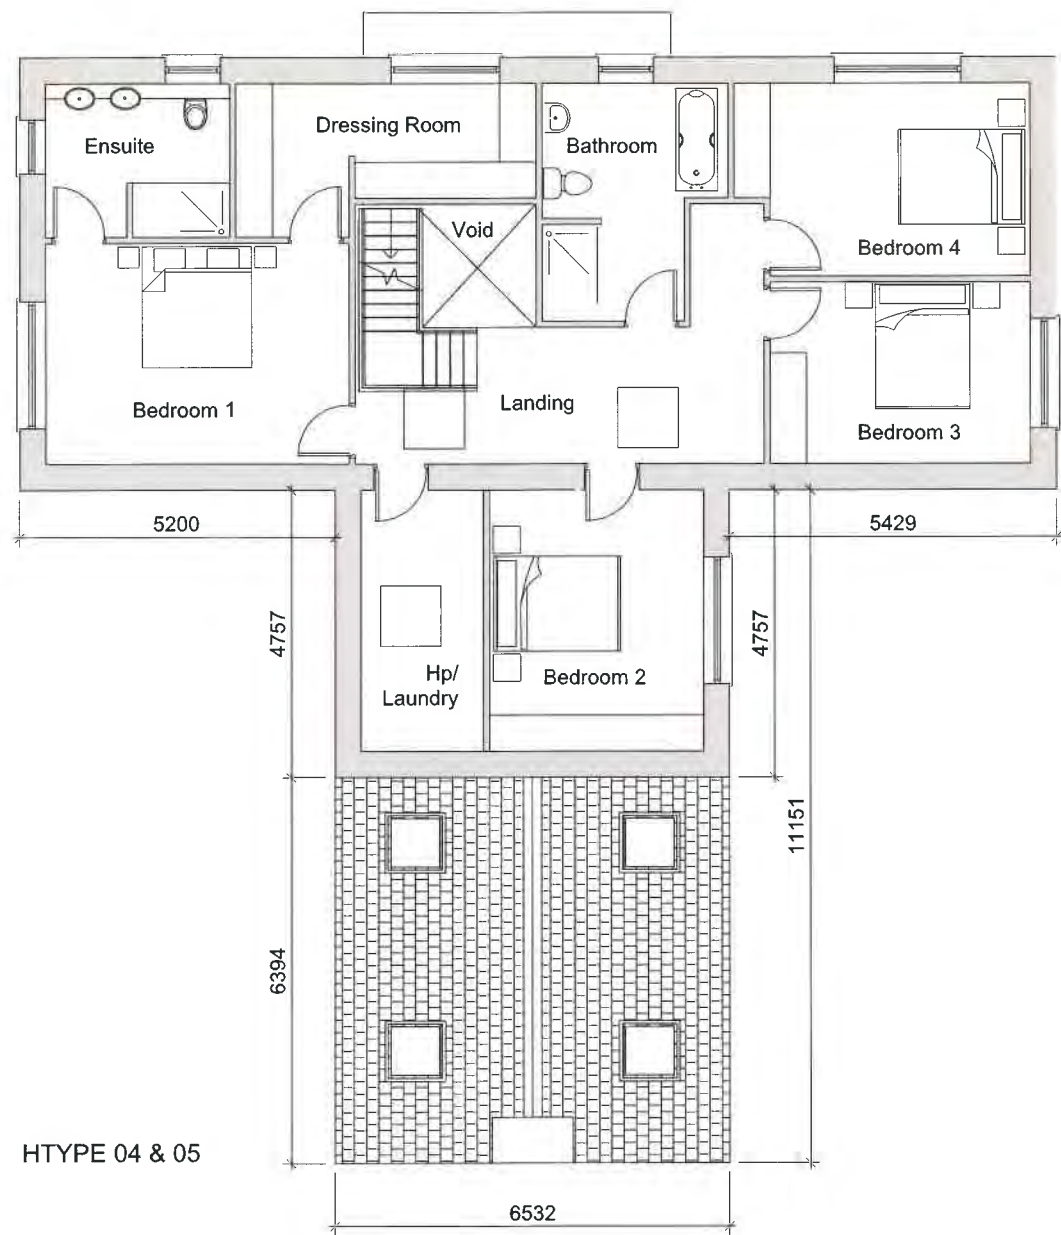 Ensuite
Dressing Room
Bathroom
Void
Bedroom 4
Bedroom 1
Landing
Bedroom 3
5200
5429
4757
4757
Hp/
Laundry
Bedroom 2
11151
6394
HTYPE 04 & 05
6532